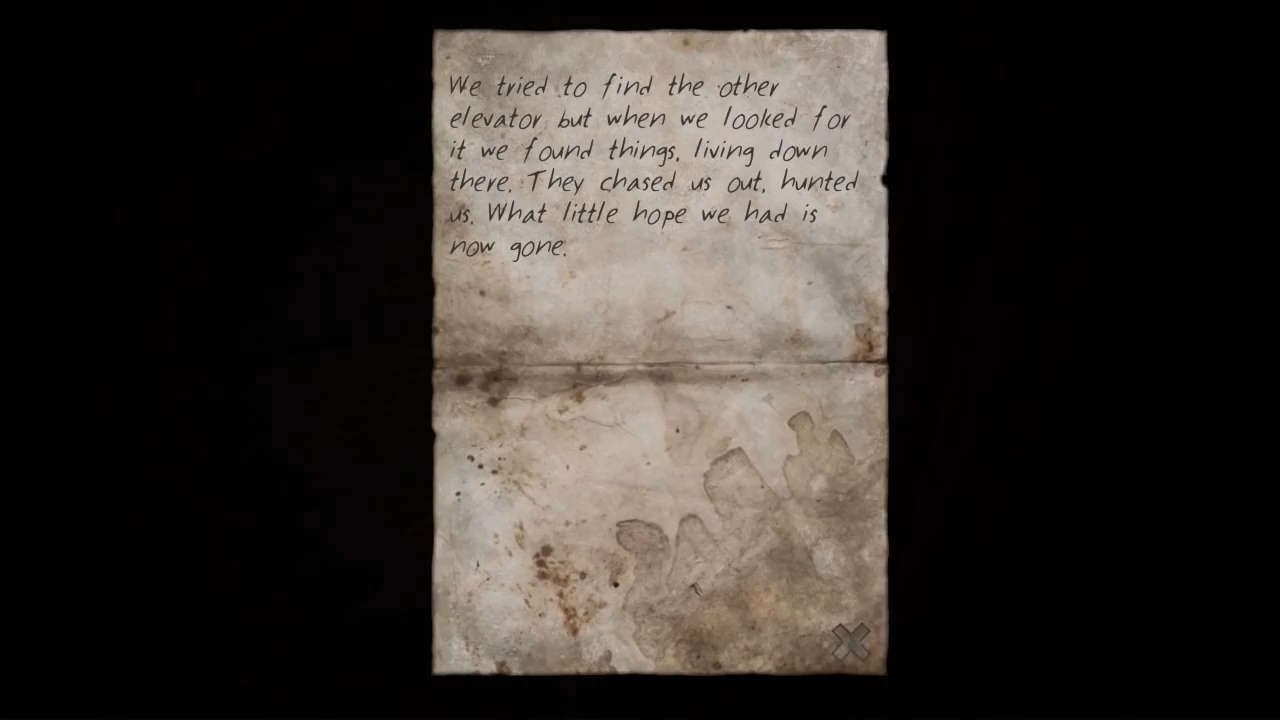 We tried to find the other
elevator but when we looked for
it we found things, living down
there. They chased us out, hunted
us. What little hope we had is
now gone.